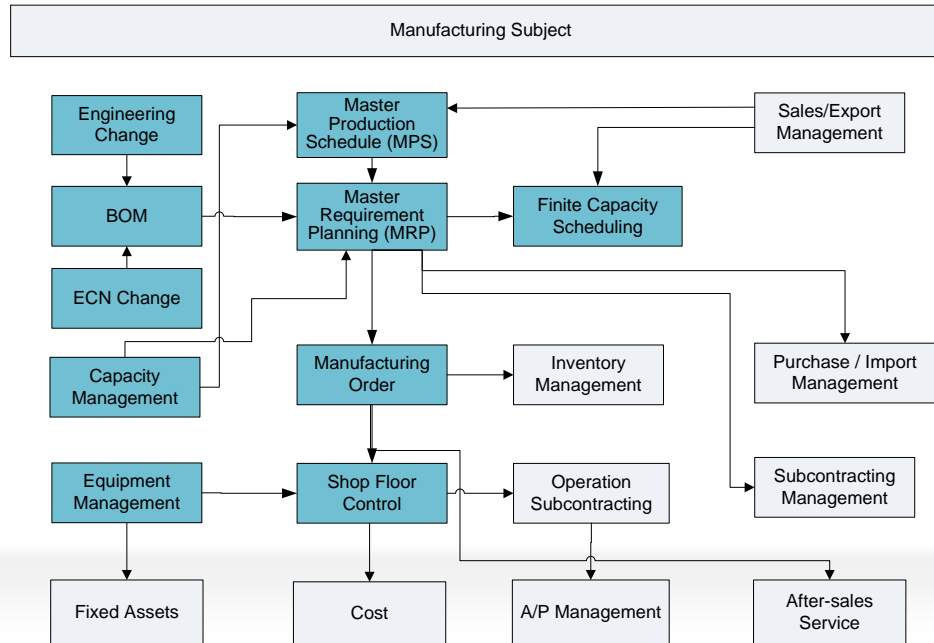 Manufacturing Subject
Engineering
Change
Master
Production
Schedule (MPS)
Sales/Export
Management
BOM
Master
Requirement
Planning (MRP)
Finite Capacity
Scheduling
ECN Change
Capacity
Management
Manufacturing
Order
Inventory
Management
Purchase / Import
Management
Equipment
Management
Shop Floor
Control
Operation
Subcontracting
Subcontracting
Management
Fixed Assets
Cost
A/P Management
After-sales
Service